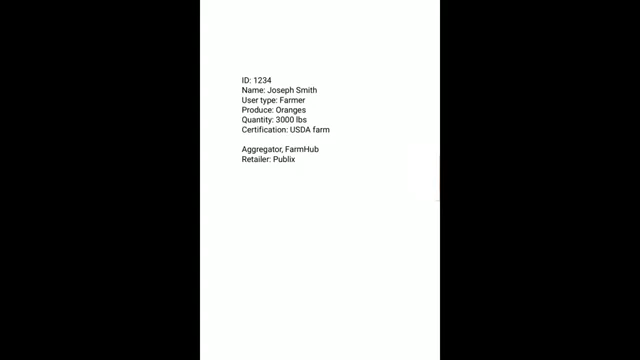 ID: 1234
Name: Joseph Smith
User type: Farmer
Produce: Oranges
Quantity: 3000 lbs
Certification: USDA farm
Aggregator, FarmHub
Retailer: Publix